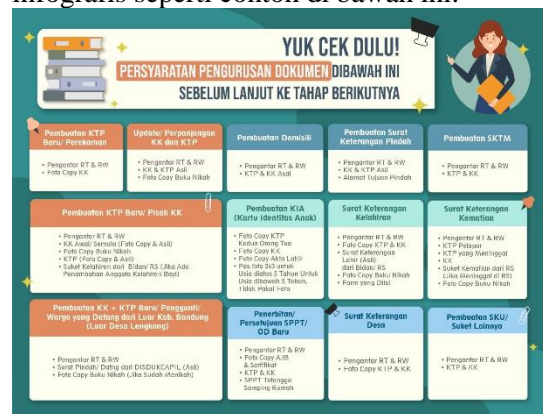 infografis seperti contoh di bawah ini:
YUK CEK DULU!
PERSYARATAN PENGURUSAN DOKUMEN DIBAWAH INI
SEBELUM LANJUT KE TAHAP BERIKUTNYA
Pembuatan KTP
Baru/ Perekaman
• Pengantar RT & RW
• Foto Copy KK
Update/ Perpanjangan
KK dan KTP
• Pengantar RT & RW
• KK & KTP Asli
• Foto Copy Buku Nikah
Pembuatan Domisili
• Pengantar RT & RW
• KTP & KK Asal
Pembuatan Surat
Keterangan Pindah
• Pengantar RT & RW
• KK & KTP Asli
• Alamat Tujuan Pindah
Pembuatan SKTM
• Pengantar RT & RW
• KTP & KK
Pembuatan KTP Baru/ Pisah KK
• Pengantar RT & RW
• KK Awal/ Semula (Foto Copy & Asli)
• Foto Copy Buku Nikah
• KTP (Foto Copy & Asli)
• Suket Kelahiran dari Bidan/ RS (Jika Ada
Penambahan Anggota Kelahiran Bayi)
Pembuatan KIA
(Kartu Identitas Anak)
• Foto Copy KTP
Kedua Orang Tua
• Foto Copy KK
• Foto Copy Akta Lahir
• Pas foto 2x3 untuk
Usia diatas 5 Tahun Untuk
Usia dibawah 5 Tahun,
Tidak Pakai Foto
Surat Keterangan
Kelahiran
• Pengantar RT & RW
• Foto Copy KTP & KK
• Surat Keterangan
Lahir (Asli)
dari Bidan/ RS
• Foto Copy Buku Nikah
• Form yang Diisi
Surat Keterangan
Kematian
• Pengantar RT & RW
• KTP Pelapor
• KTP yang Meninggal
• KK
• Suket Kematian dari RS
(Jika Meninggal di RS)
• Foto Copy Buku Nikah
Pembuatan KK + KTP Baru/ Pengganti/
Warga yang Datang dari Luar Kab. Bandung
(Luar Desa Lengkong)
• Pengantar RT & RW
• Surat Pindah/ Datang dari DISDUKCAPIL (Asli)
• Foto Copy Buku Nikah (Jika Sudah Menikah)
Penerbitan/
Persetujuan SPPT/
OD Baru
• Pengantar RT & RW
• Foto Copy AJB
& Sertifikat
• KTP & KK
• SPPT Tetangga
Samping Rumah
Surat Keterangan
Desa
• Pengantar RT & RW
• Foto Copy KTP & KK
Pembuatan SKU/
Suket Lainnya
• Pengantar RT & RW
• KTP & KK